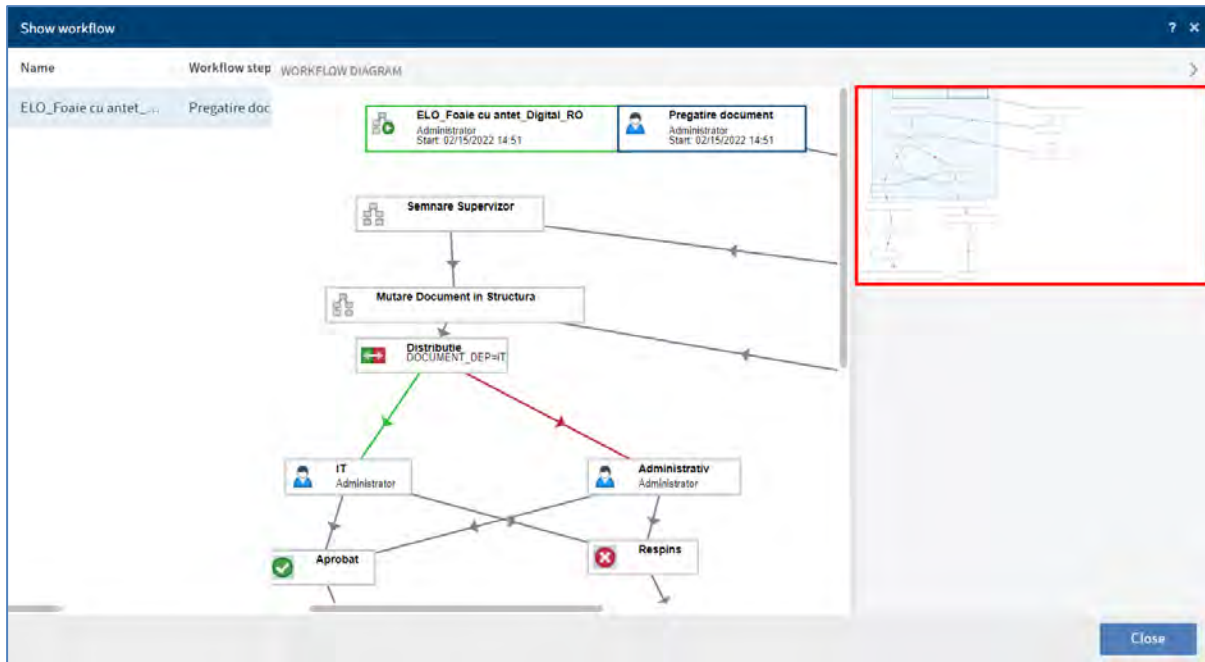 Show workflow
? ×
Name
Workflow step
WORKFLOW DIAGRAM
ELO_Foaie cu antet_...
Pregatire doc
ELO_Foaie cu antet_Digital_RO
Administrator
Start: 02/15/2022 14:51
Pregatire document
Administrator
Start: 02/15/2022 14:51
Semnare Supervizor
Mutare Document in Structura
Distributie
DOCUMENT_DEP=IT
IT
Administrator
Administrativ
Administrator
Aprobat
Respins
Close